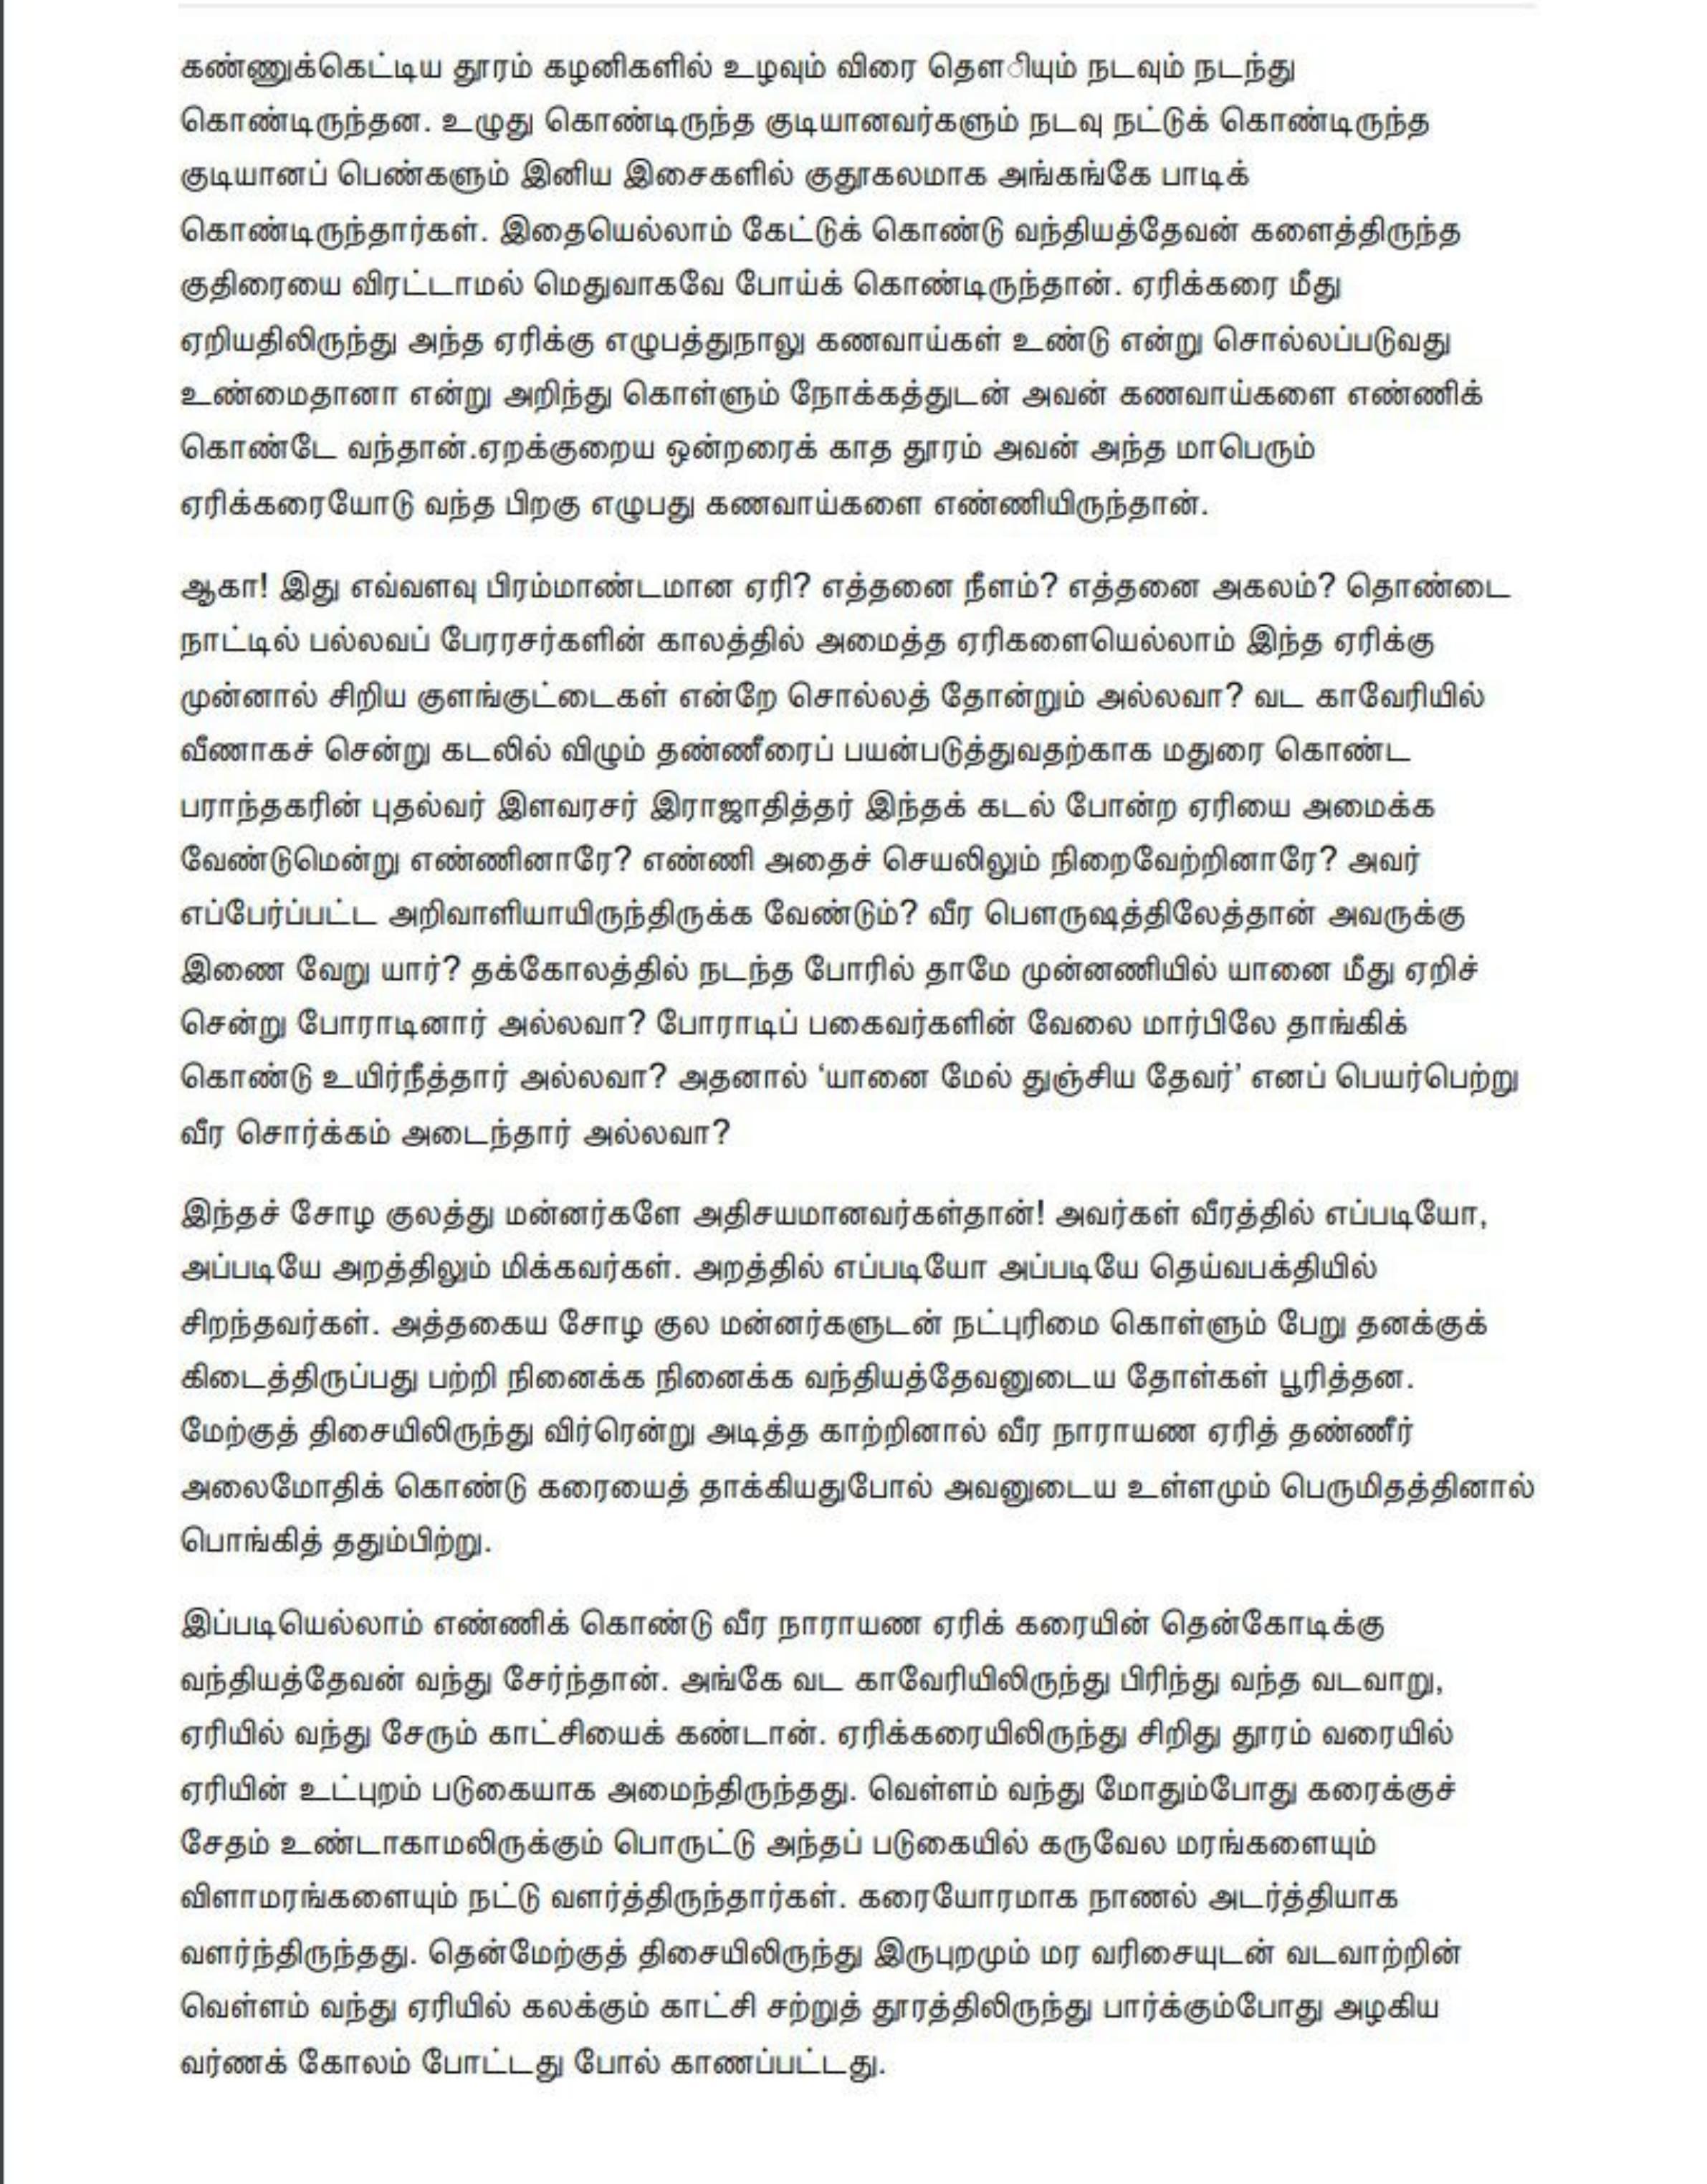 கண்ணுக்கெட்டிய தூரம் கழனிகளில் உழவும் விரை தௌியும் நடவும் நடந்து
கொண்டிருந்தன. உழுது கொண்டிருந்த குடியானவர்களும் நடவு நட்டுக் கொண்டிருந்த
குடியானப் பெண்களும் இனிய இசைகளில் குதூகலமாக அங்கங்கே பாடிக்
கொண்டிருந்தார்கள். இதையெல்லாம் கேட்டுக் கொண்டு வந்தியத்தேவன் களைத்திருந்த
குதிரையை விரட்டாமல் மெதுவாகவே போய்க் கொண்டிருந்தான். ஏரிக்கரை மீது
ஏறியதிலிருந்து அந்த ஏரிக்கு எழுபத்துநாலு கணவாய்கள் உண்டு என்று சொல்லப்படுவது
உண்மைதானா என்று அறிந்து கொள்ளும் நோக்கத்துடன் அவன் கணவாய்களை எண்ணிக்
கொண்டே வந்தான்.ஏறக்குறைய ஒன்றரைக் காத தூரம் அவன் அந்த மாபெரும்
ஏரிக்கரையோடு வந்த பிறகு எழுபது கணவாய்களை எண்ணியிருந்தான்.
ஆகா! இது எவ்வளவு பிரம்மாண்டமான ஏரி? எத்தனை நீளம்? எத்தனை அகலம்? தொண்டை
நாட்டில் பல்லவப் பேரரசர்களின் காலத்தில் அமைத்த ஏரிகளையெல்லாம் இந்த ஏரிக்கு
முன்னால் சிறிய குளங்குட்டைகள் என்றே சொல்லத் தோன்றும் அல்லவா? வட காவேரியில்
வீணாகச் சென்று கடலில் விழும் தண்ணீரைப் பயன்படுத்துவதற்காக மதுரை கொண்ட
பராந்தகரின் புதல்வர் இளவரசர் இராஜாதித்தர் இந்தக் கடல் போன்ற ஏரியை அமைக்க
வேண்டுமென்று எண்ணினாரே? எண்ணி அதைச் செயலிலும் நிறைவேற்றினாரே? அவர்
எப்பேர்ப்பட்ட அறிவாளியாயிருந்திருக்க வேண்டும்? வீர பௌருஷத்திலேத்தான் அவருக்கு
இணை வேறு யார்? தக்கோலத்தில் நடந்த போரில் தாமே முன்னணியில் யானை மீது ஏறிச்
சென்று போராடினார் அல்லவா? போராடிப் பகைவர்களின் வேலை மார்பிலே தாங்கிக்
கொண்டு உயிர்நீத்தார் அல்லவா? அதனால் ‘யானை மேல் துஞ்சிய தேவர்’ எனப் பெயர்பெற்று
வீர சொர்க்கம் அடைந்தார் அல்லவா?
இந்தச் சோழ குலத்து மன்னர்களே அதிசயமானவர்கள்தான்! அவர்கள் வீரத்தில் எப்படியோ,
அப்படியே அறத்திலும் மிக்கவர்கள். அறத்தில் எப்படியோ அப்படியே தெய்வபக்தியில்
சிறந்தவர்கள். அத்தகைய சோழ குல மன்னர்களுடன் நட்புரிமை கொள்ளும் பேறு தனக்குக்
கிடைத்திருப்பது பற்றி நினைக்க நினைக்க வந்தியத்தேவனுடைய தோள்கள் பூரித்தன.
மேற்குத் திசையிலிருந்து விர்ரென்று அடித்த காற்றினால் வீர நாராயண ஏரித் தண்ணீர்
அலைமோதிக் கொண்டு கரையைத் தாக்கியதுபோல் அவனுடைய உள்ளமும் பெருமிதத்தினால்
பொங்கித் ததும்பிற்று.
இப்படியெல்லாம் எண்ணிக் கொண்டு வீர நாராயண ஏரிக் கரையின் தென்கோடிக்கு
வந்தியத்தேவன் வந்து சேர்ந்தான். அங்கே வட காவேரியிலிருந்து பிரிந்து வந்த வடவாறு,
ஏரியில் வந்து சேரும் காட்சியைக் கண்டான். ஏரிக்கரையிலிருந்து சிறிது தூரம் வரையில்
ஏரியின் உட்புறம் படுகையாக அமைந்திருந்தது. வெள்ளம் வந்து மோதும்போது கரைக்குச்
சேதம் உண்டாகாமலிருக்கும் பொருட்டு அந்தப் படுகையில் கருவேல மரங்களையும்
விளாமரங்களையும் நட்டு வளர்த்திருந்தார்கள். கரையோரமாக நாணல் அடர்த்தியாக
வளர்ந்திருந்தது. தென்மேற்குத் திசையிலிருந்து இருபுறமும் மர வரிசையுடன் வடவாற்றின்
வெள்ளம் வந்து ஏரியில் கலக்கும் காட்சி சற்றுத் தூரத்திலிருந்து பார்க்கும்போது அழகிய
வர்ணக் கோலம் போட்டது போல் காணப்பட்டது.